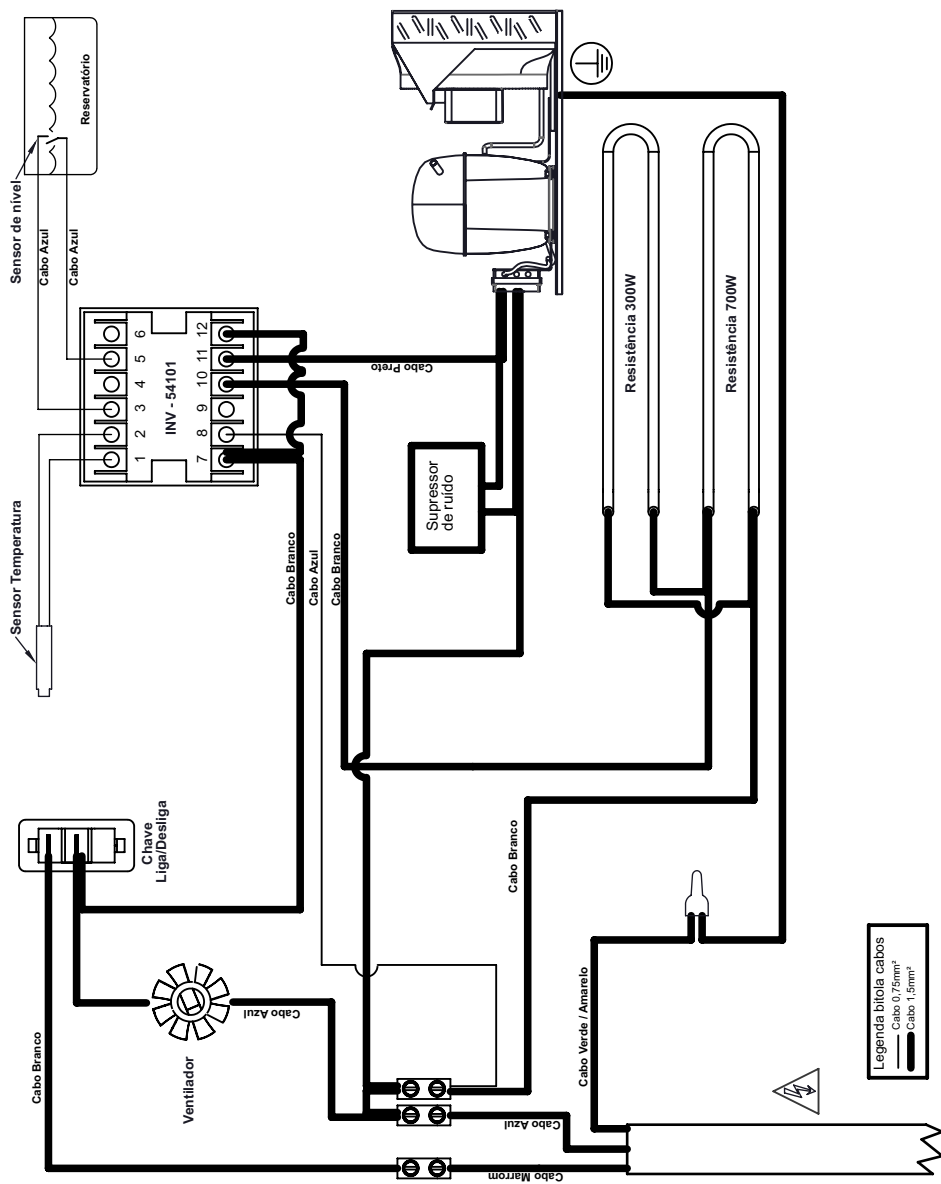 Reservatório
Sensor de nível
Cabo Azul
Cabo Azul
6
5
4
3
2
1
INV - 54101
12
11
10
9
8
7
Sensor Temperatura
Cabo Preto
Supressor
de ruído
Resistência 300W
Resistência 700W
Cabo Branco
Cabo Azul
Cabo Branco
Chave
Liga/Desliga
Cabo Branco
Cabo Azul
Ventilador
Cabo Branco
Cabo Verde / Amarelo
Cabo Azul
Cabo Marrom
Legenda bitola cabos
Cabo 0,75mm²
Cabo 1,5mm²